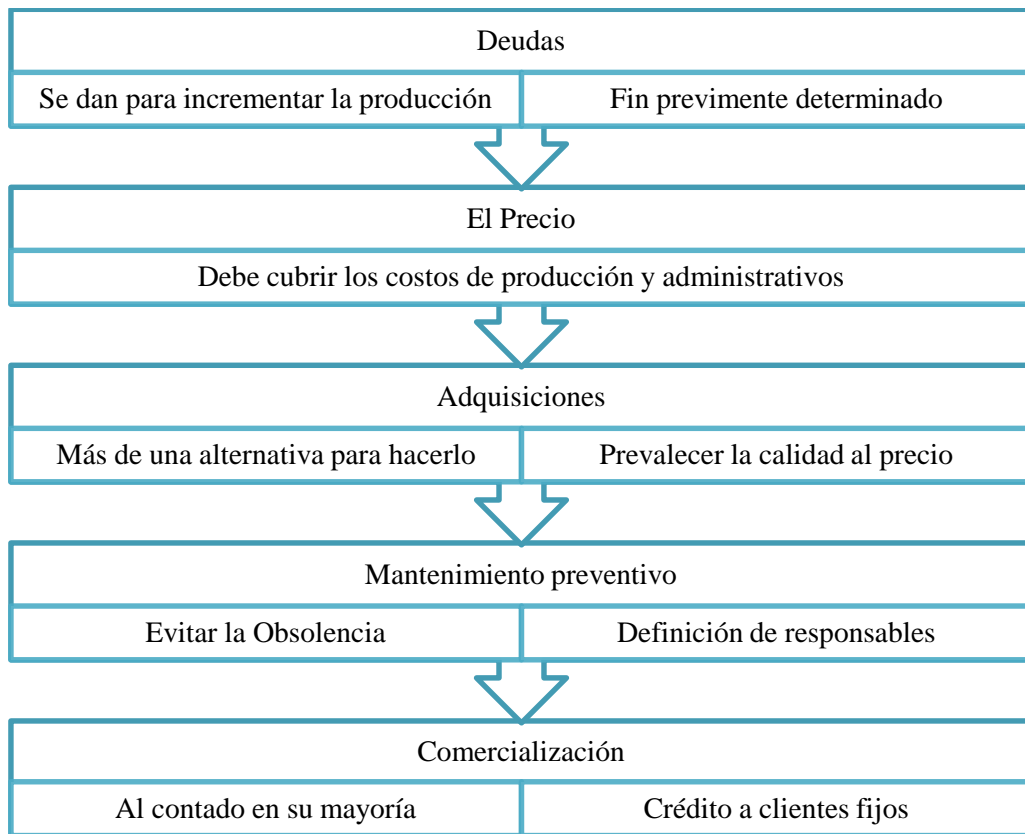 Deudas
Se dan para incrementar la producción
Fin previmente determinado
El Precio
Debe cubrir los costos de producción y administrativos
Adquisiciones
Más de una alternativa para hacerlo
Prevalecer la calidad al precio
Mantenimiento preventivo
Evitar la Obsolencia
Definición de responsables
Comercialización
Al contado en su mayoría
Crédito a clientes fijos